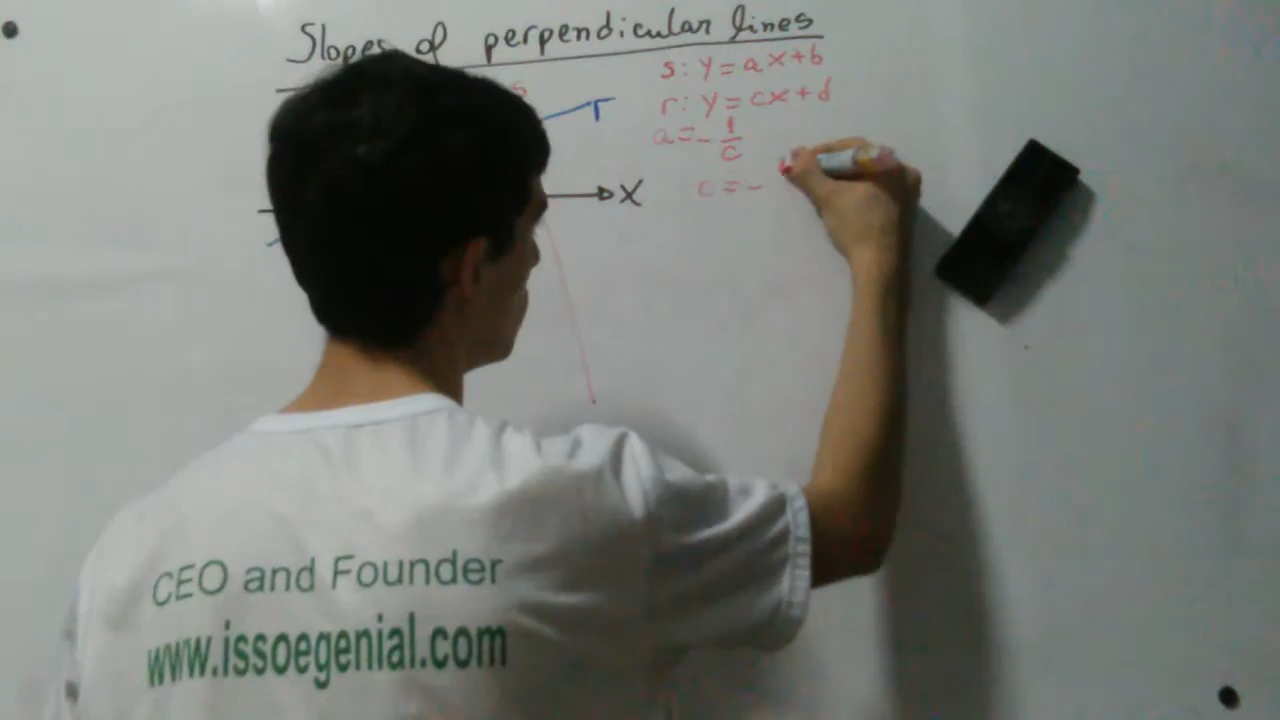 Slopes of perpendicular lines
s: y = ax+b
s
r
r: y = cx+d
a = - 1/c
x
c = -
CEO and Founder
www.issoegenial.com